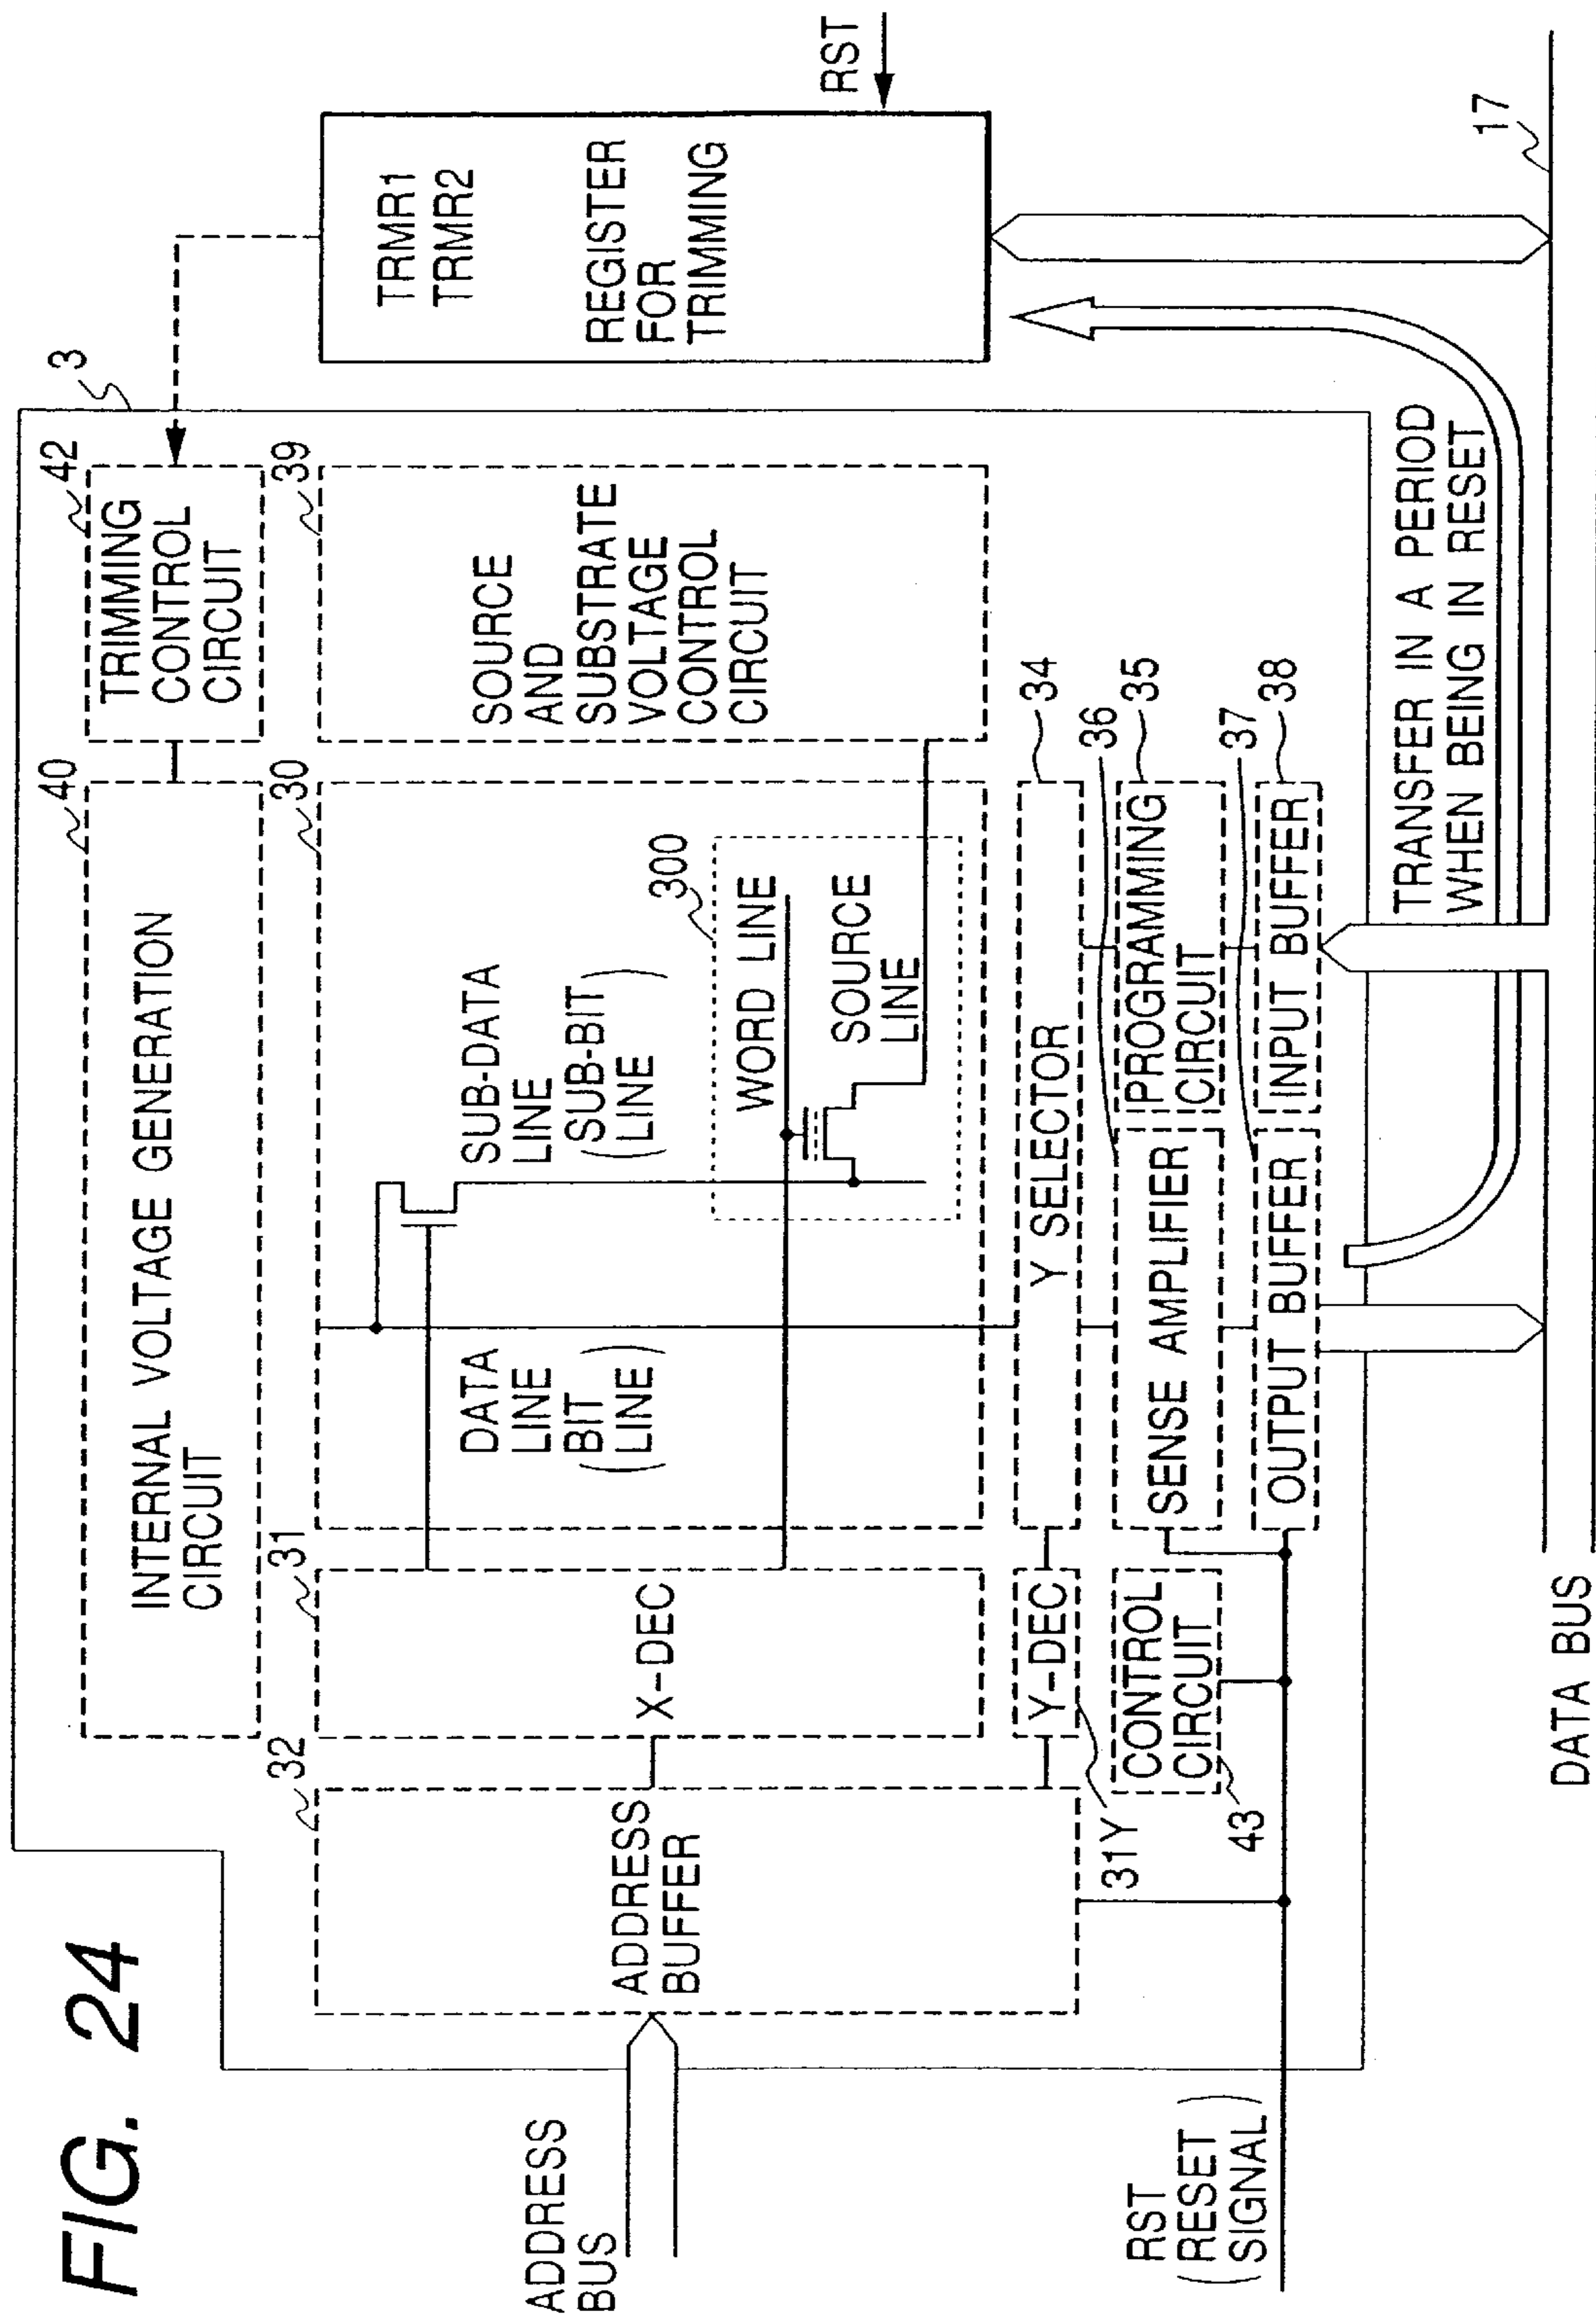 FIG. 24
3
40
INTERNAL VOLTAGE GENERATION
CIRCUIT
42
TRIMMING
CONTROL
CIRCUIT
32
ADDRESS
BUFFER
31
X-DEC
30
DATA
LINE
(BIT
LINE)
SUB-DATA
LINE
(SUB-BIT
LINE)
300
WORD LINE
SOURCE
LINE
39
SOURCE
AND
SUBSTRATE
VOLTAGE
CONTROL
CIRCUIT
TRMR1
TRMR2
REGISTER
FOR
TRIMMING
RST
ADDRESS
BUS
31Y
Y-DEC
Y SELECTOR
34
43
CONTROL
CIRCUIT
SENSE AMPLIFIER
36
PROGRAMMING
CIRCUIT
35
OUTPUT BUFFER
37
INPUT BUFFER
38
RST
(RESET
SIGNAL)
TRANSFER IN A PERIOD
WHEN BEING IN RESET
17
DATA BUS